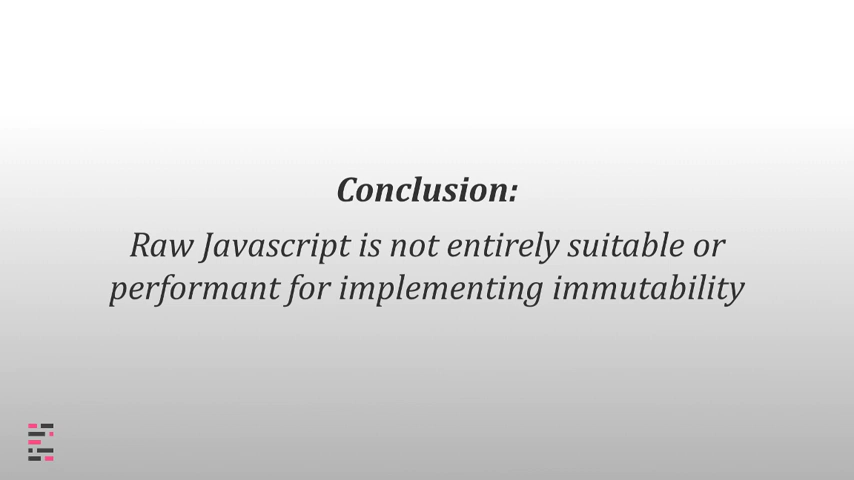 Conclusion:
Raw Javascript is not entirely suitable or
performant for implementing immutability